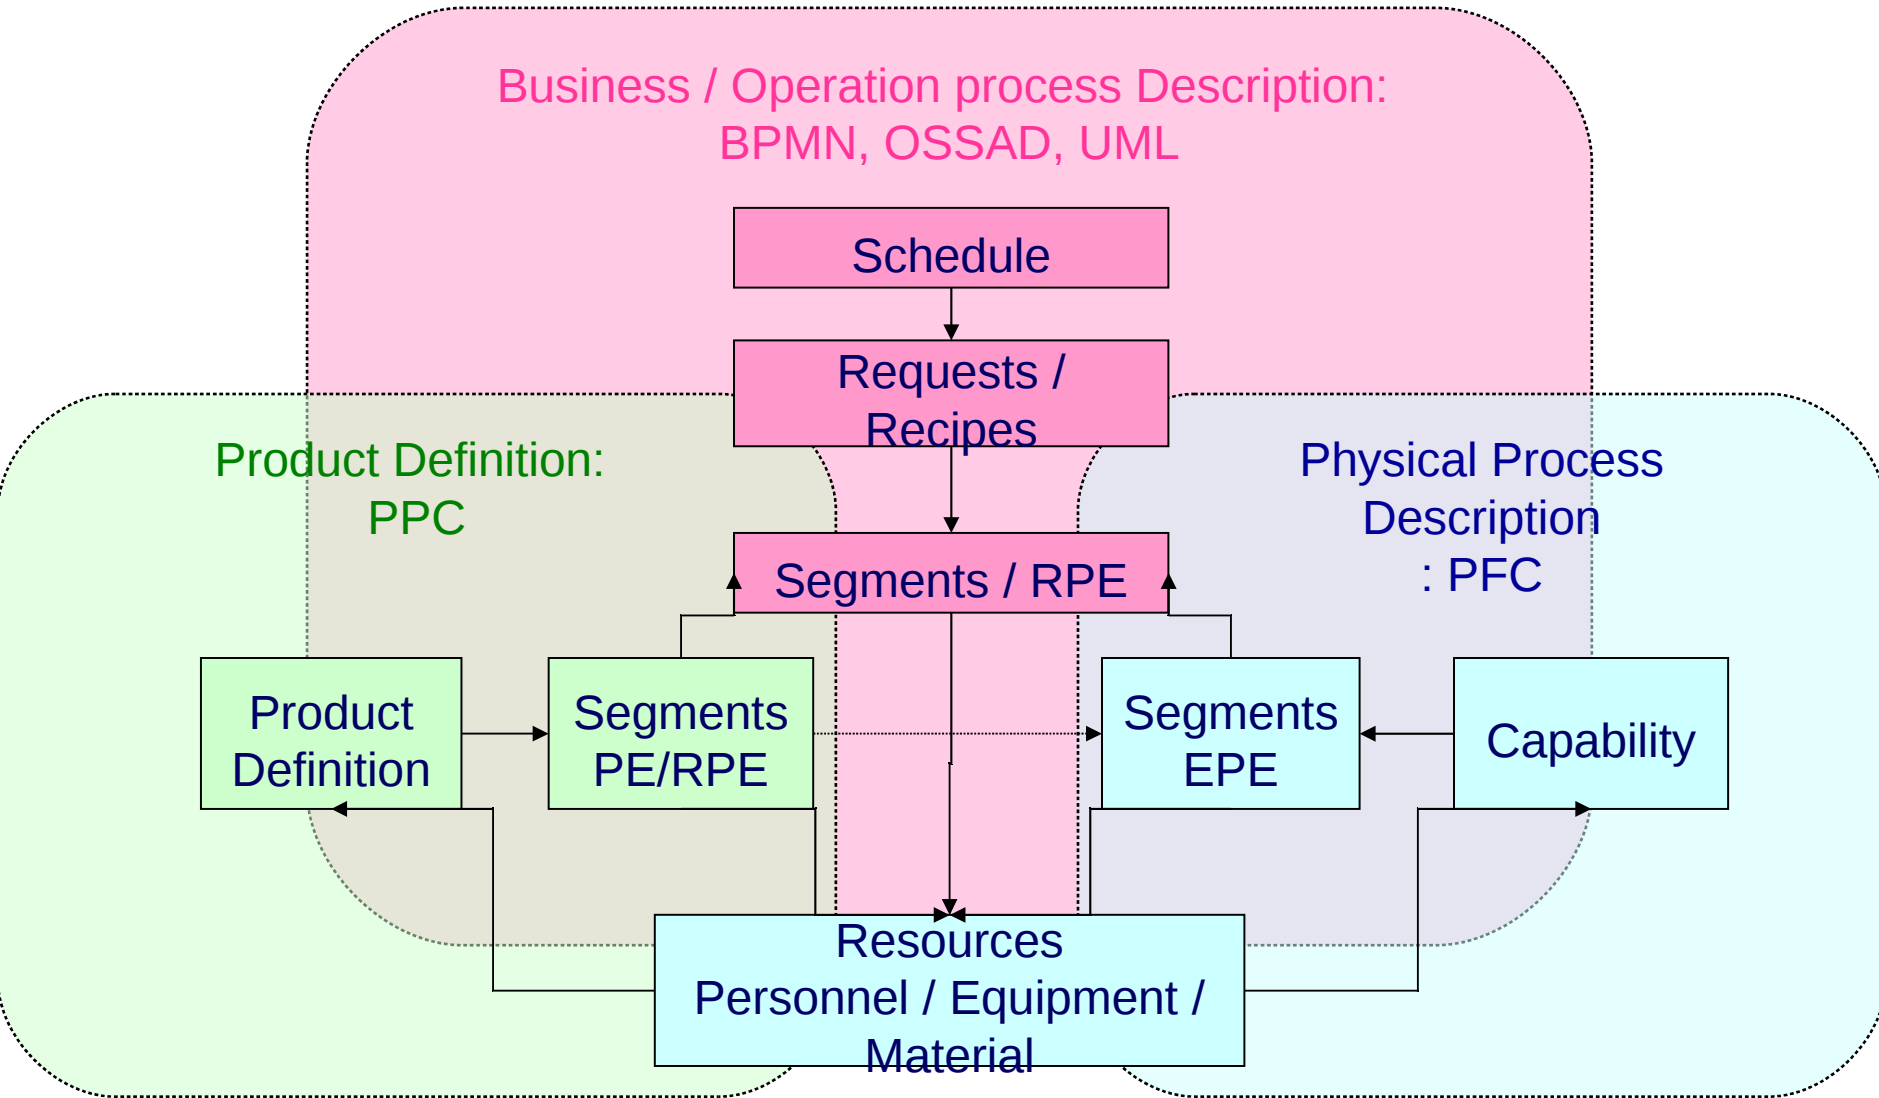 Business / Operation process Description:
BPMN, OSSAD, UML
Schedule
Requests /
Recipes
Product Definition:
PPC
Physical Process
Description
: PFC
Segments / RPE
Product
Definition
Segments
PE/RPE
Segments
EPE
Capability
Resources
Personnel / Equipment /
Material